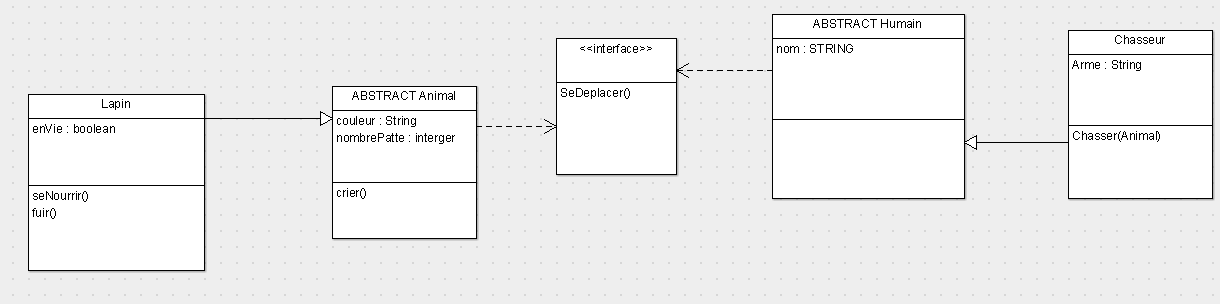 Lapin
enVie : boolean
seNourrir()
fuir()
ABSTRACT Animal
couleur : String
nombrePatte : interger
crier()
<<interface>>
SeDeplacer()
ABSTRACT Humain
nom : STRING
Chasseur
Arme : String
Chasser(Animal)